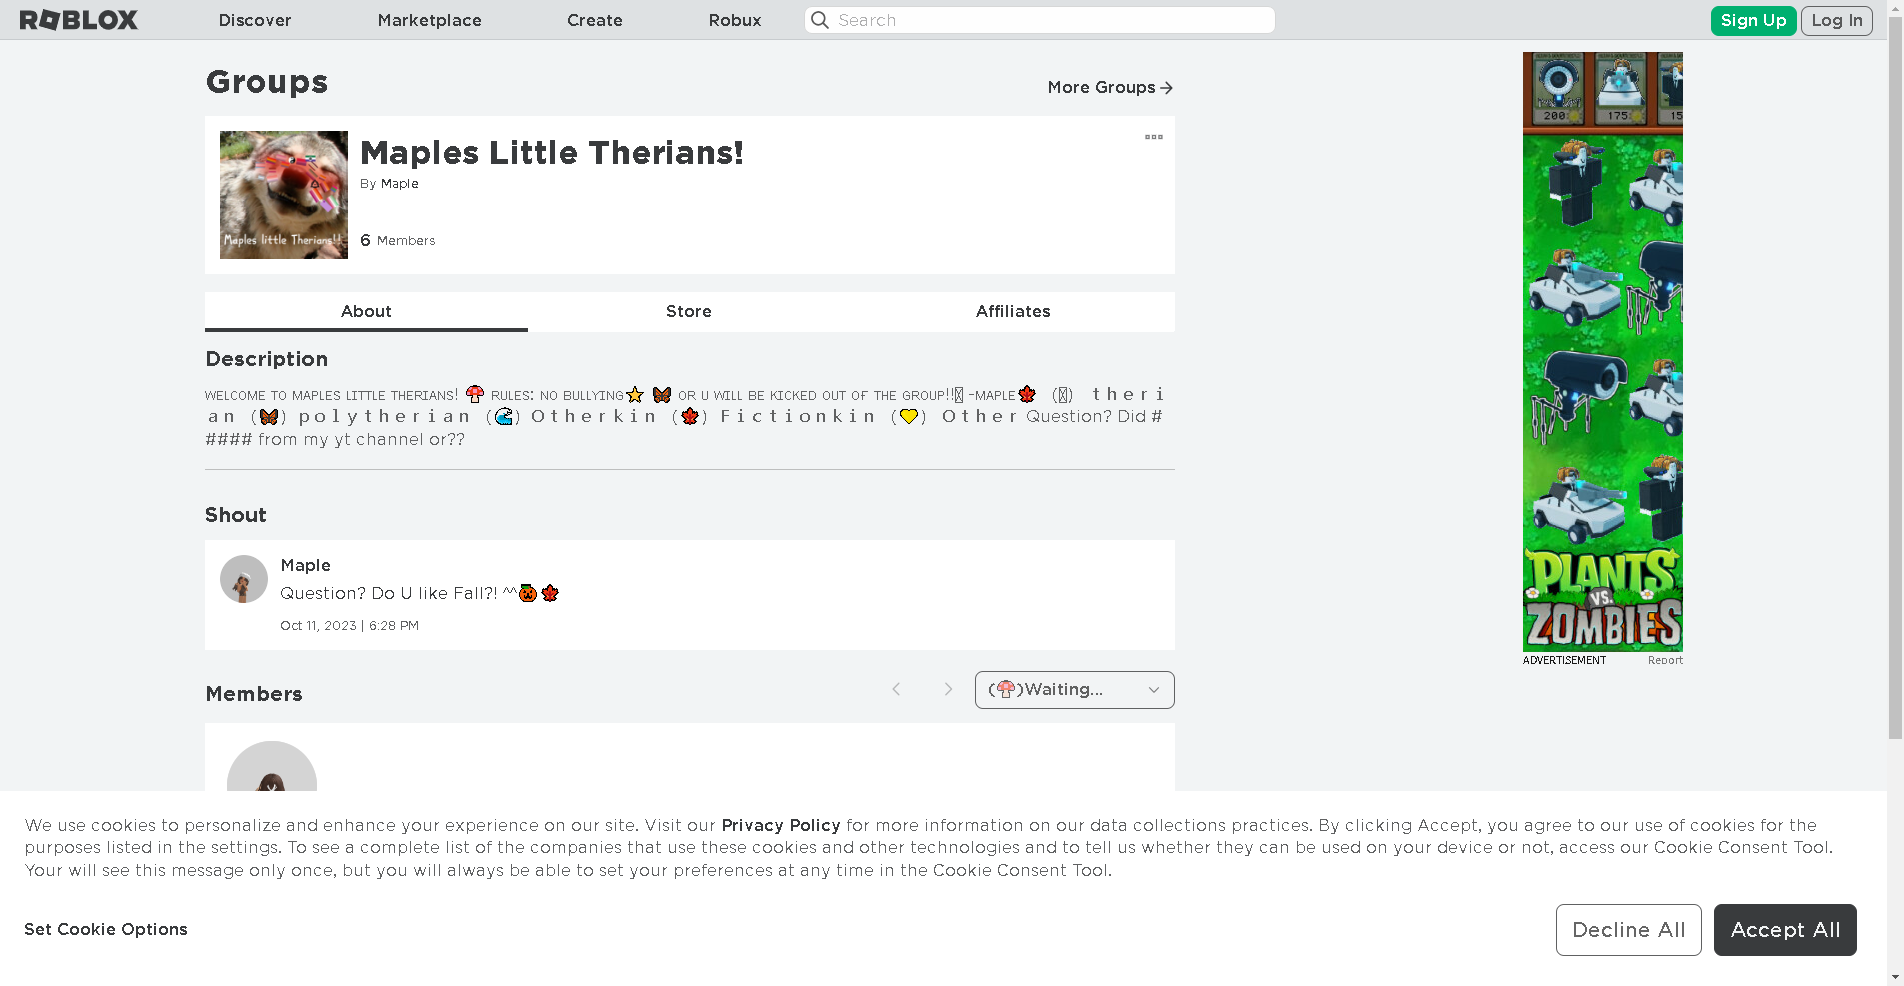 ROBLOX Discover Marketplace Create Robux Search Sign Up Log In
Groups
More Groups
Maples Little Therians!
By Maple
6 Members
Maples little Therians!!
About Store Affiliates
Description
WELCOME TO MAPLES LITTLE THERIANS! 🍄 RULES: NO BULLYING⭐ 🦋 OR U WILL BE KICKED OUT OF THE GROUP!! -MAPLE🍁 () t h e r i
a n (🦋) p o l y t h e r i a n (🌊) O t h e r k i n (🍁) F i c t i o n k i n (💛) O t h e r Question? Did #
#### from my yt channel or??
Shout
Maple
Question? Do U like Fall?! ^^🎃🍁
Oct 11, 2023 | 6:28 PM
Members
(🍄)Waiting...
200
175
15
PLANTS
VS.
ZOMBIES
ADVERTISEMENT Report
We use cookies to personalize and enhance your experience on our site. Visit our Privacy Policy for more information on our data collections practices. By clicking Accept, you agree to our use of cookies for the
purposes listed in the settings. To see a complete list of the companies that use these cookies and other technologies and to tell us whether they can be used on your device or not, access our Cookie Consent Tool.
Your will see this message only once, but you will always be able to set your preferences at any time in the Cookie Consent Tool.
Set Cookie Options
Decline All
Accept All